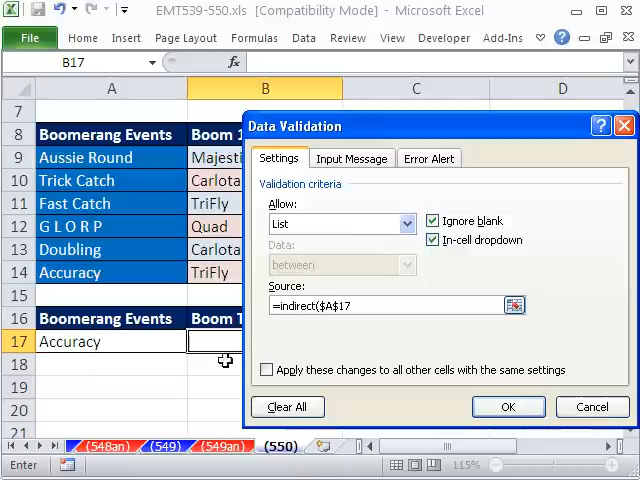 EMT539-550.xls [Compatibility Mode] - Microsoft Excel
File Home Insert Page Layout Formulas Data Review View Developer Add-Ins
B17 fx
A B C D
7
8 Boomerang Events Boom 1
9 Aussie Round Majesti
10 Trick Catch Carlota
11 Fast Catch TriFly
12 G L O R P Quad
13 Doubling Carlota
14 Accuracy TriFly
15
16 Boomerang Events Boom T
17 Accuracy
18
19
20
21
Data Validation
Settings Input Message Error Alert
Validation criteria
Allow:
List
Ignore blank
In-cell dropdown
Data:
between
Source:
=indirect($A$17
Apply these changes to all other cells with the same settings
Clear All OK Cancel
(548an) (549) (549an) (550)
Enter 115%